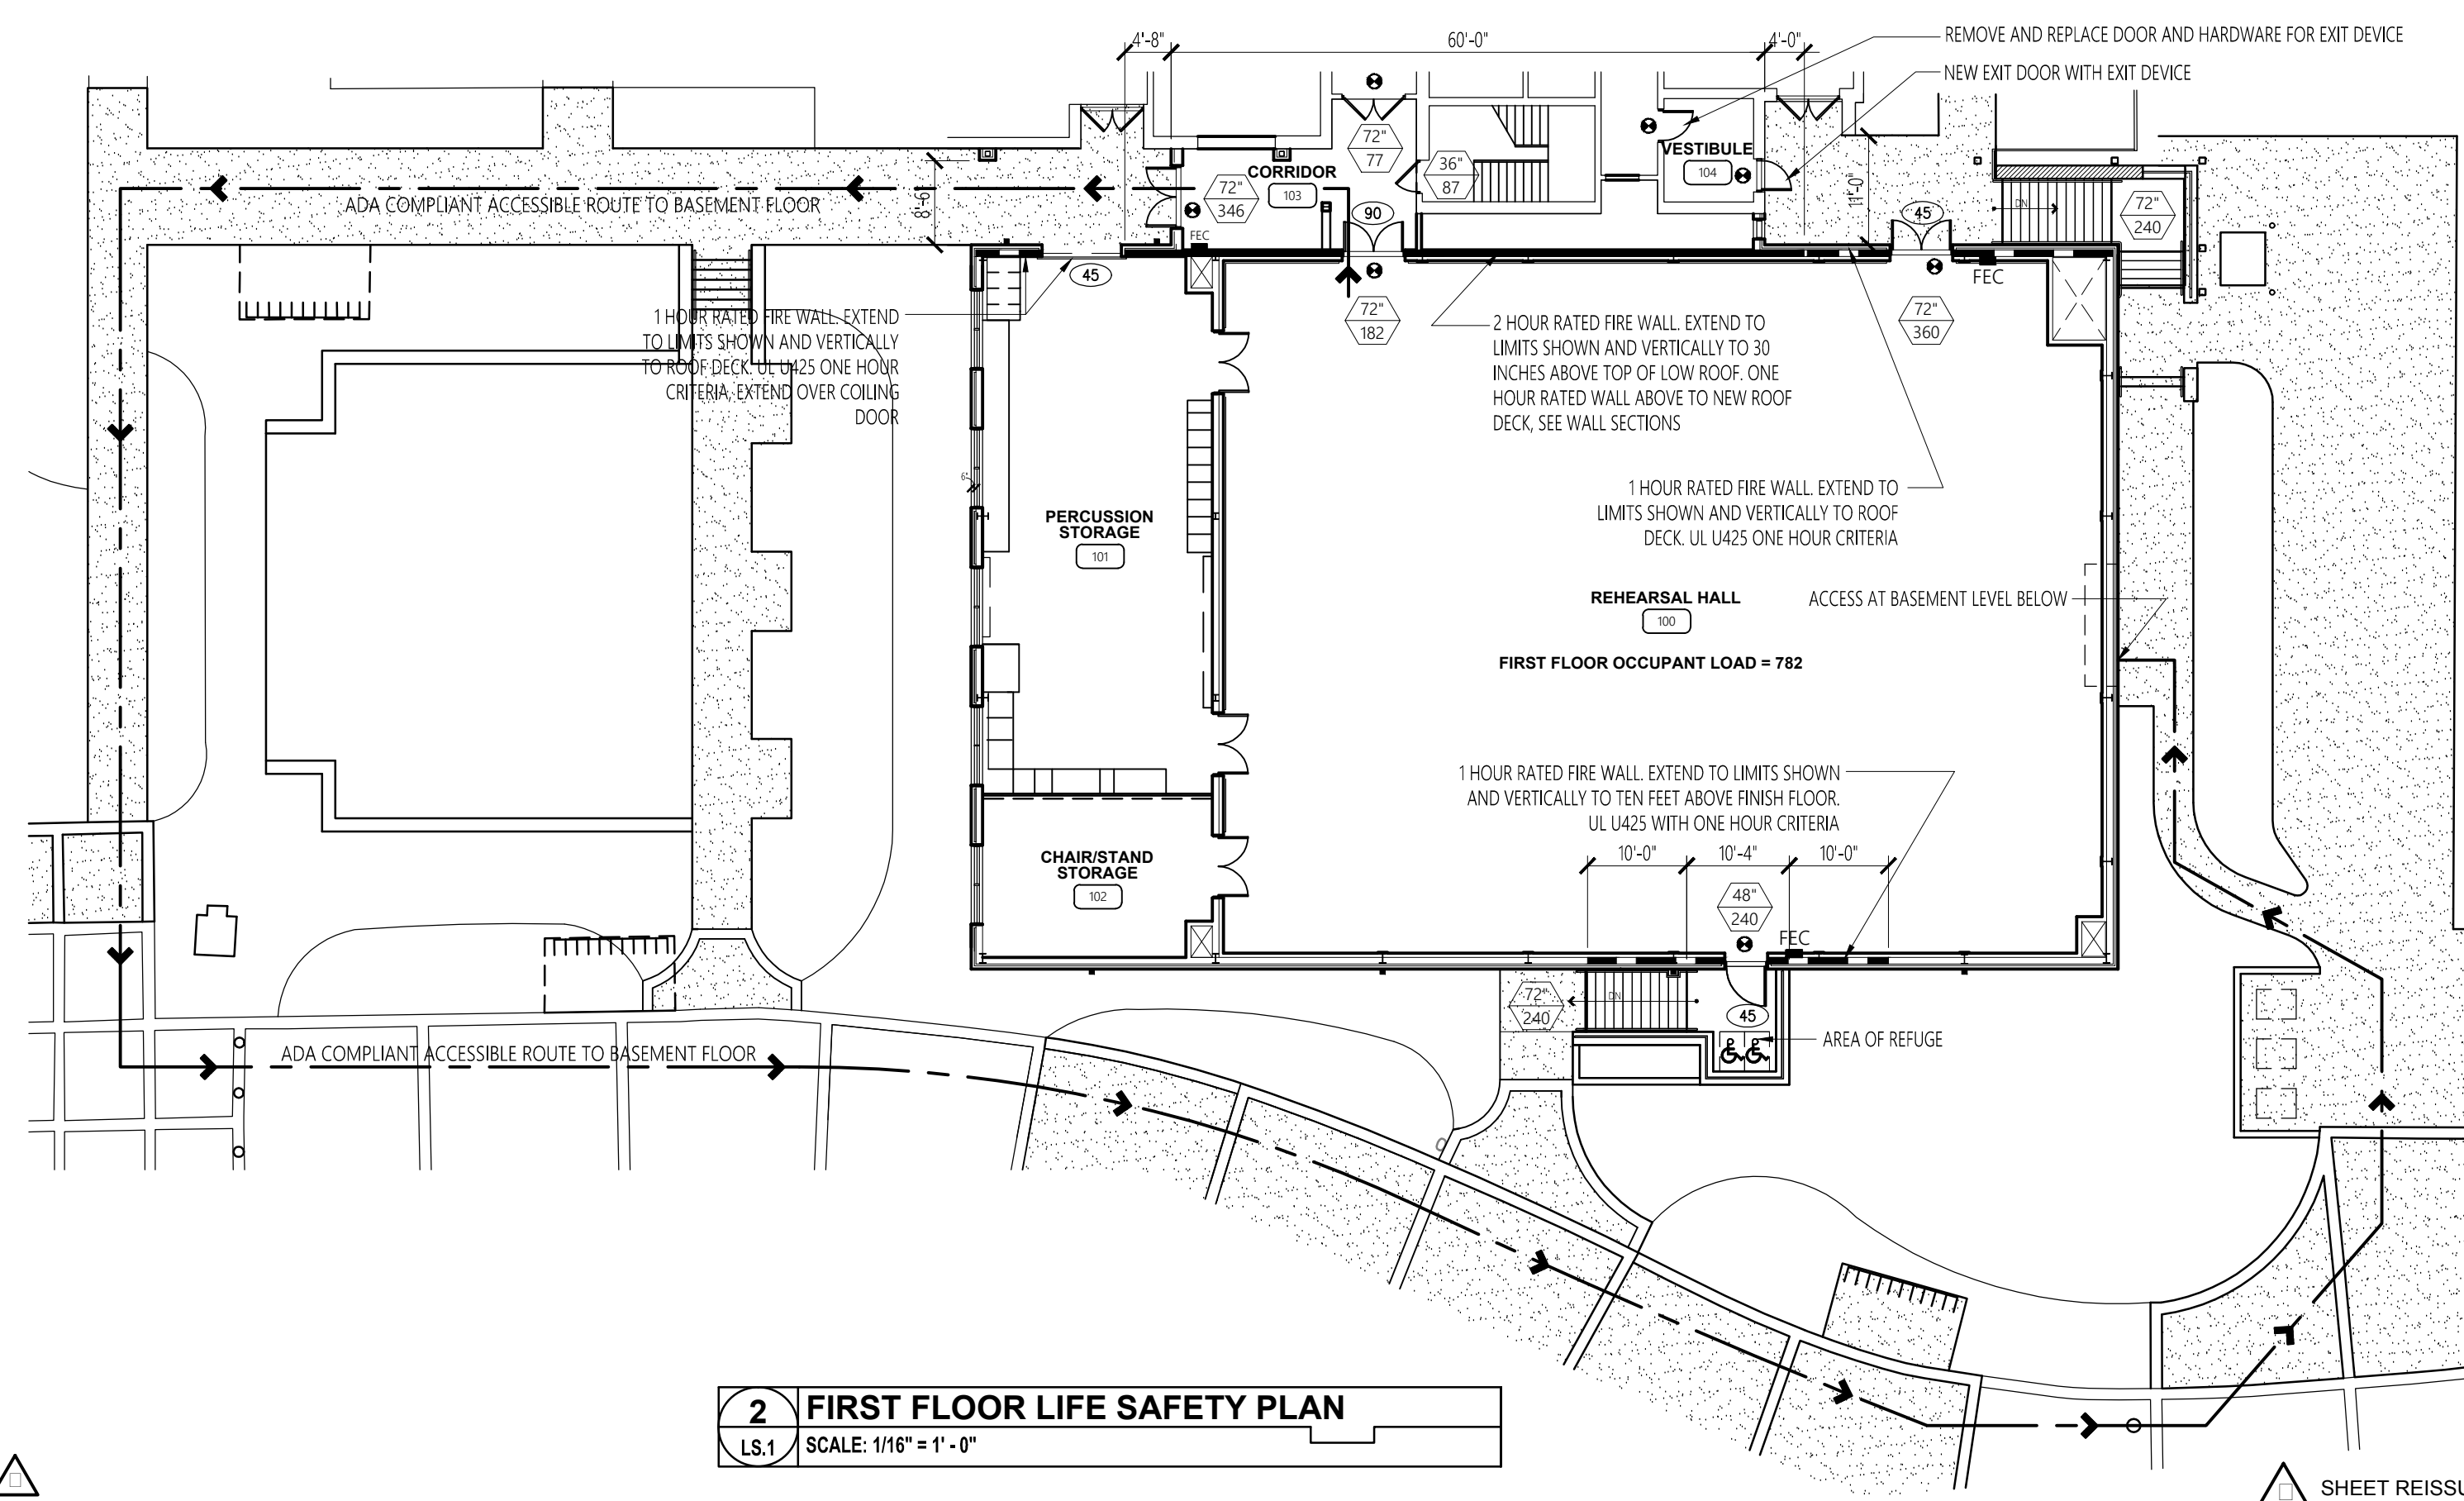 4'-8"
60'-0"
4'-0"
REMOVE AND REPLACE DOOR AND HARDWARE FOR EXIT DEVICE
NEW EXIT DOOR WITH EXIT DEVICE
72"
77
36"
87
VESTIBULE
104
CORRIDOR
103
72"
346
8'-6"
ADA COMPLIANT ACCESSIBLE ROUTE TO BASEMENT FLOOR
11'-0"
DN
72"
240
90
45
FEC
45
FEC
72"
182
72"
360
1 HOUR RATED FIRE WALL. EXTEND
TO LIMITS SHOWN AND VERTICALLY
TO ROOF DECK. UL U425 ONE HOUR
CRITERIA, EXTEND OVER COILING
DOOR
2 HOUR RATED FIRE WALL. EXTEND TO
LIMITS SHOWN AND VERTICALLY TO 30
INCHES ABOVE TOP OF LOW ROOF. ONE
HOUR RATED WALL ABOVE TO NEW ROOF
DECK, SEE WALL SECTIONS
6"
1 HOUR RATED FIRE WALL. EXTEND TO
LIMITS SHOWN AND VERTICALLY TO ROOF
DECK. UL U425 ONE HOUR CRITERIA
PERCUSSION
STORAGE
101
REHEARSAL HALL
100
ACCESS AT BASEMENT LEVEL BELOW
FIRST FLOOR OCCUPANT LOAD = 782
1 HOUR RATED FIRE WALL. EXTEND TO LIMITS SHOWN
AND VERTICALLY TO TEN FEET ABOVE FINISH FLOOR.
UL U425 WITH ONE HOUR CRITERIA
10'-0"
10'-4"
10'-0"
CHAIR/STAND
STORAGE
102
48"
240
FEC
72"
240
DN
45
AREA OF REFUGE
ADA COMPLIANT ACCESSIBLE ROUTE TO BASEMENT FLOOR
2
LS.1
FIRST FLOOR LIFE SAFETY PLAN
SCALE: 1/16" = 1' - 0"
SHEET REISSU